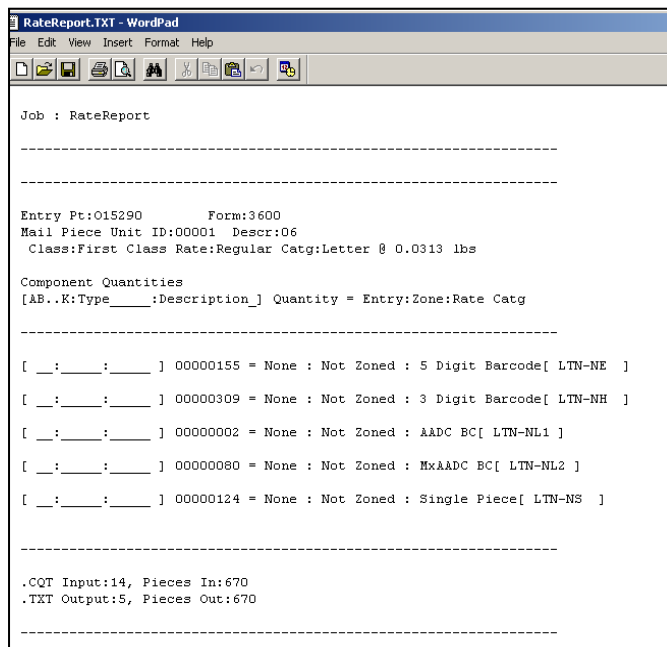 RateReport.TXT - WordPad
File Edit View Insert Format Help
Job : RateReport
------------------------------------------------------------------
------------------------------------------------------------------
Entry Pt:O15290 Form:3600
Mail Piece Unit ID:00001 Descr:06
Class:First Class Rate:Regular Catg:Letter @ 0.0313 lbs
Component Quantities
[AB..K:Type_____:Description_] Quantity = Entry:Zone:Rate Catg
------------------------------------------------------------------
[ __:_____:_____ ] 00000155 = None : Not Zoned : 5 Digit Barcode[ LTN-NE ]
[ __:_____:_____ ] 00000309 = None : Not Zoned : 3 Digit Barcode[ LTN-NH ]
[ __:_____:_____ ] 00000002 = None : Not Zoned : AADC BC[ LTN-NL1 ]
[ __:_____:_____ ] 00000080 = None : Not Zoned : MxAADC BC[ LTN-NL2 ]
[ __:_____:_____ ] 00000124 = None : Not Zoned : Single Piece[ LTN-NS ]
------------------------------------------------------------------
.CQT Input:14, Pieces In:670
.TXT Output:5, Pieces Out:670
------------------------------------------------------------------